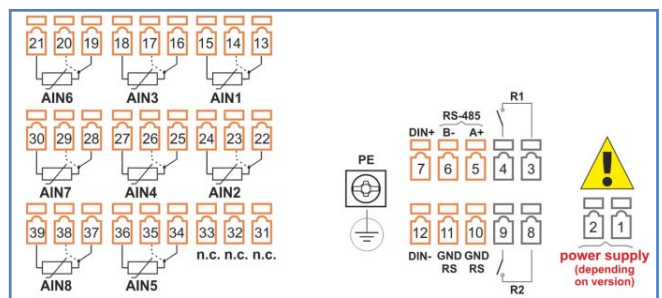 21 20 19 18 17 16 15 14 13
AIN6 AIN3 AIN1
30 29 28 27 26 25 24 23 22
AIN7 AIN4 AIN2
39 38 37 36 35 34 33 32 31
n.c. n.c. n.c.
AIN8 AIN5
PE
R1
RS-485
DIN+ B- A+
7 6 5 4 3
12 11 10 9 8
DIN- GND GND
RS RS
R2
!
2 1
power supply
(depending
on version)